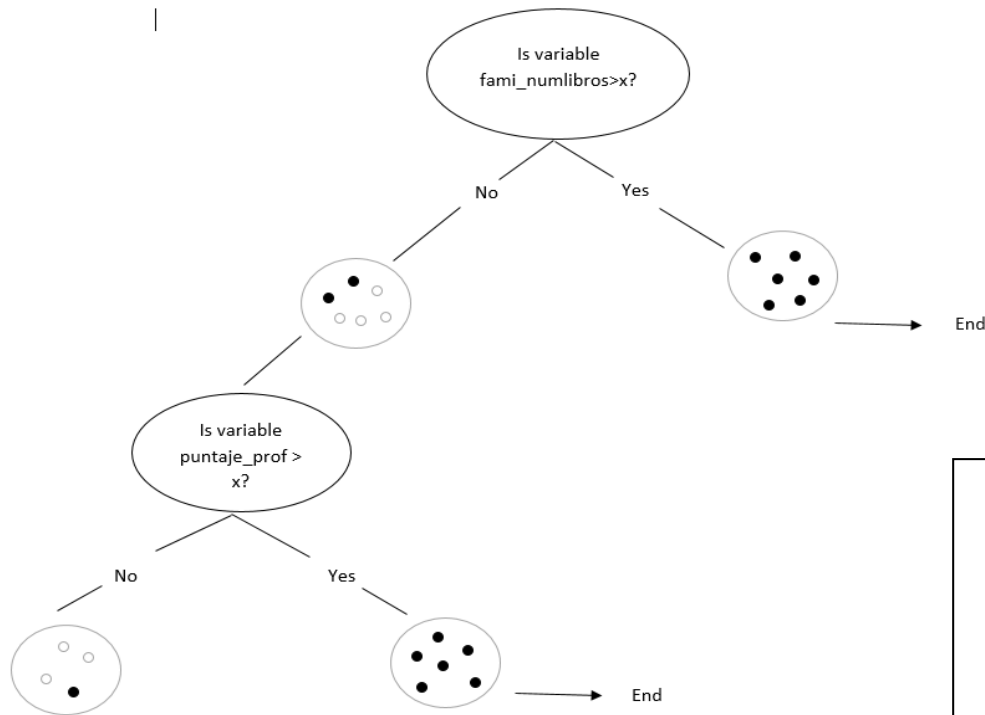 Is variable
fami_numlibros>x?
No
Yes
End
Is variable
puntaje_prof >
x?
No
Yes
End